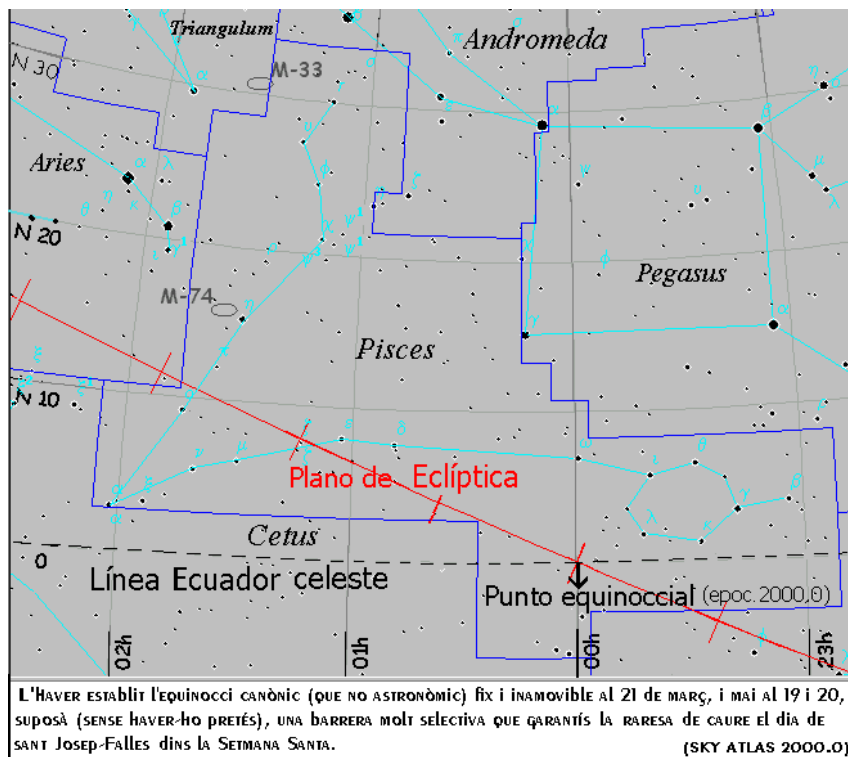 Triangulum
Andromeda
N 30
M-33
Aries
N 20
Pegasus
M-74
Pisces
N 10
Plano de Eclíptica
Cetus
0
Línea Ecuador celeste
Punto equinoccial (epoc.2000,0)
02h
01h
00h
23h
L'Haver establit l'equinocci canònic (que no astronòmic) fix i inamovible al 21 de març, i mai al 19 i 20,
suposà (sense haver-ho pretés), una barrera molt selectiva que garantís la raresa de caure el dia de
sant Josep-Falles dins la Setmana Santa.
(SKY ATLAS 2000.0)